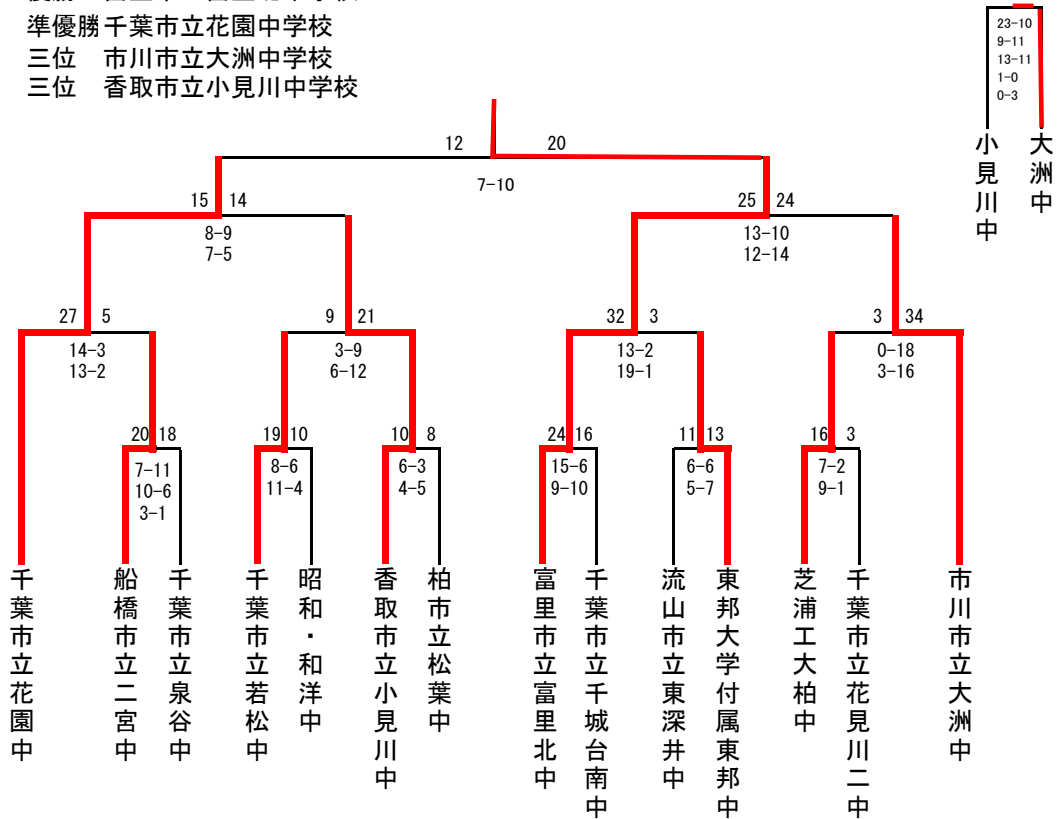 準優勝 千葉市立花園中学校
三位 市川市立大洲中学校
三位 香取市立小見川中学校
23-10
9-11
13-11
1-0
0-3
小見川中
大洲中
12 20
7-10
15 14
8-9
7-5
25 24
13-10
12-14
27 5
14-3
13-2
9 21
3-9
6-12
32 3
13-2
19-1
3 34
0-18
3-16
20 18
7-11
10-6
3-1
19 10
8-6
11-4
10 8
6-3
4-5
24 16
15-6
9-10
11 13
6-6
5-7
16 3
7-2
9-1
千葉市立花園中
船橋市立二宮中
千葉市立泉谷中
千葉市立若松中
昭和・和洋中
香取市立小見川中
柏市立松葉中
富里市立富里北中
千葉市立千城台南中
流山市立東深井中
東邦大学付属東邦中
芝浦工大柏中
千葉市立花見川二中
市川市立大洲中